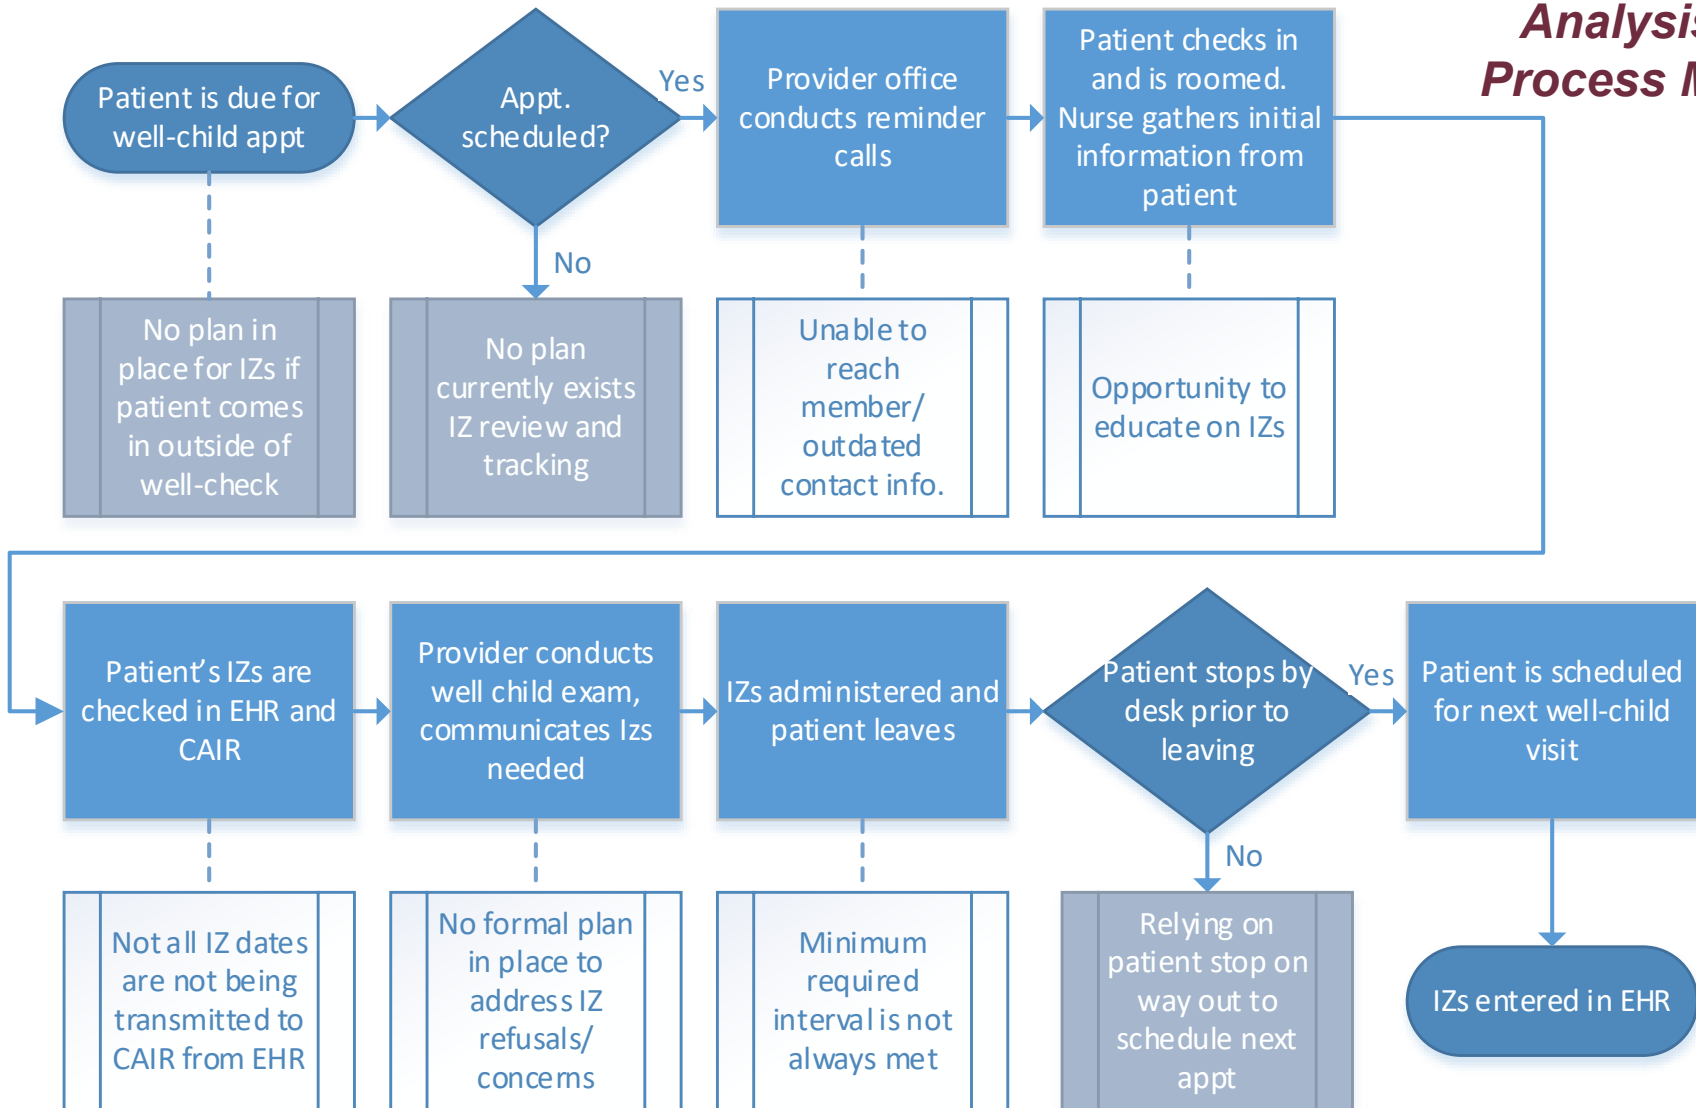 Analysis
Process M
Patient is due for
well-child appt
Appt.
scheduled?
Yes
Provider office
conducts reminder
calls
Patient checks in
and is roomed.
Nurse gathers initial
information from
patient
No
No plan in
place for IZs if
patient comes
in outside of
well-check
No plan
currently exists
IZ review and
tracking
Unable to
reach
member/
outdated
contact info.
Opportunity to
educate on IZs
Patient's IZs are
checked in EHR and
CAIR
Provider conducts
well child exam,
communicates Izs
needed
IZs administered and
patient leaves
Patient stops by
desk prior to
leaving
Yes
Patient is scheduled
for next well-child
visit
No
Not all IZ dates
are not being
transmitted to
CAIR from EHR
No formal plan
in place to
address IZ
refusals/
concerns
Minimum
required
interval is not
always met
Relying on
patient stop on
way out to
schedule next
appt
IZs entered in EHR